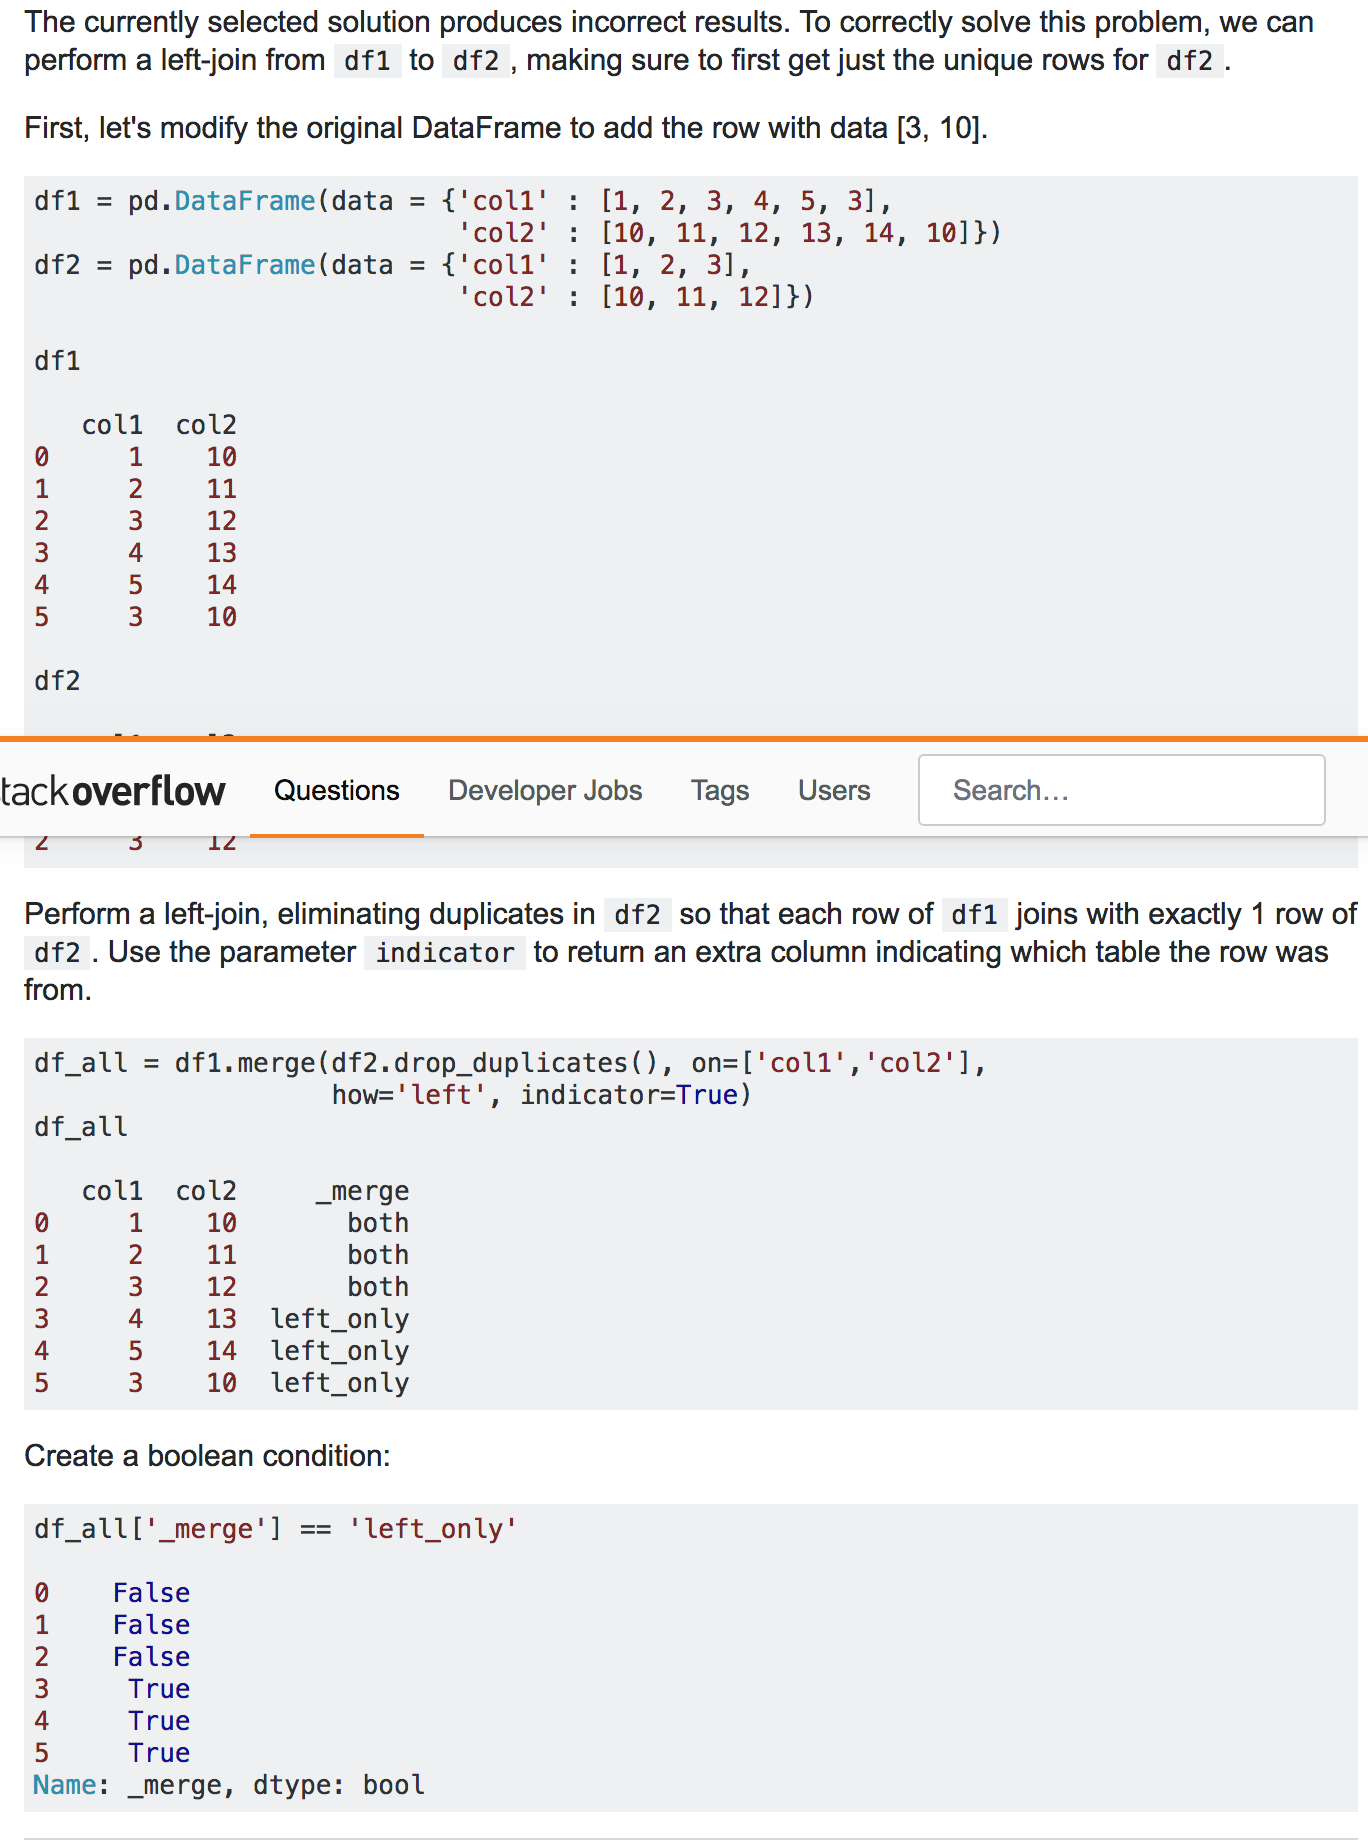 The currently selected solution produces incorrect results. To correctly solve this problem, we can
perform a left-join from df1 to df2 , making sure to first get just the unique rows for df2 .
First, let's modify the original DataFrame to add the row with data [3, 10].
df1 = pd.DataFrame(data = {'col1' : [1, 2, 3, 4, 5, 3],
                           'col2' : [10, 11, 12, 13, 14, 10]})
df2 = pd.DataFrame(data = {'col1' : [1, 2, 3],
                           'col2' : [10, 11, 12]})
df1
   col1  col2
0     1    10
1     2    11
2     3    12
3     4    13
4     5    14
5     3    10
df2
tackoverflow Questions Developer Jobs Tags Users Search...
2     3    12
Perform a left-join, eliminating duplicates in df2 so that each row of df1 joins with exactly 1 row of
df2 . Use the parameter indicator to return an extra column indicating which table the row was
from.
df_all = df1.merge(df2.drop_duplicates(), on=['col1','col2'],
                   how='left', indicator=True)
df_all
   col1  col2     _merge
0     1    10       both
1     2    11       both
2     3    12       both
3     4    13  left_only
4     5    14  left_only
5     3    10  left_only
Create a boolean condition:
df_all['_merge'] == 'left_only'
0    False
1    False
2    False
3     True
4     True
5     True
Name: _merge, dtype: bool